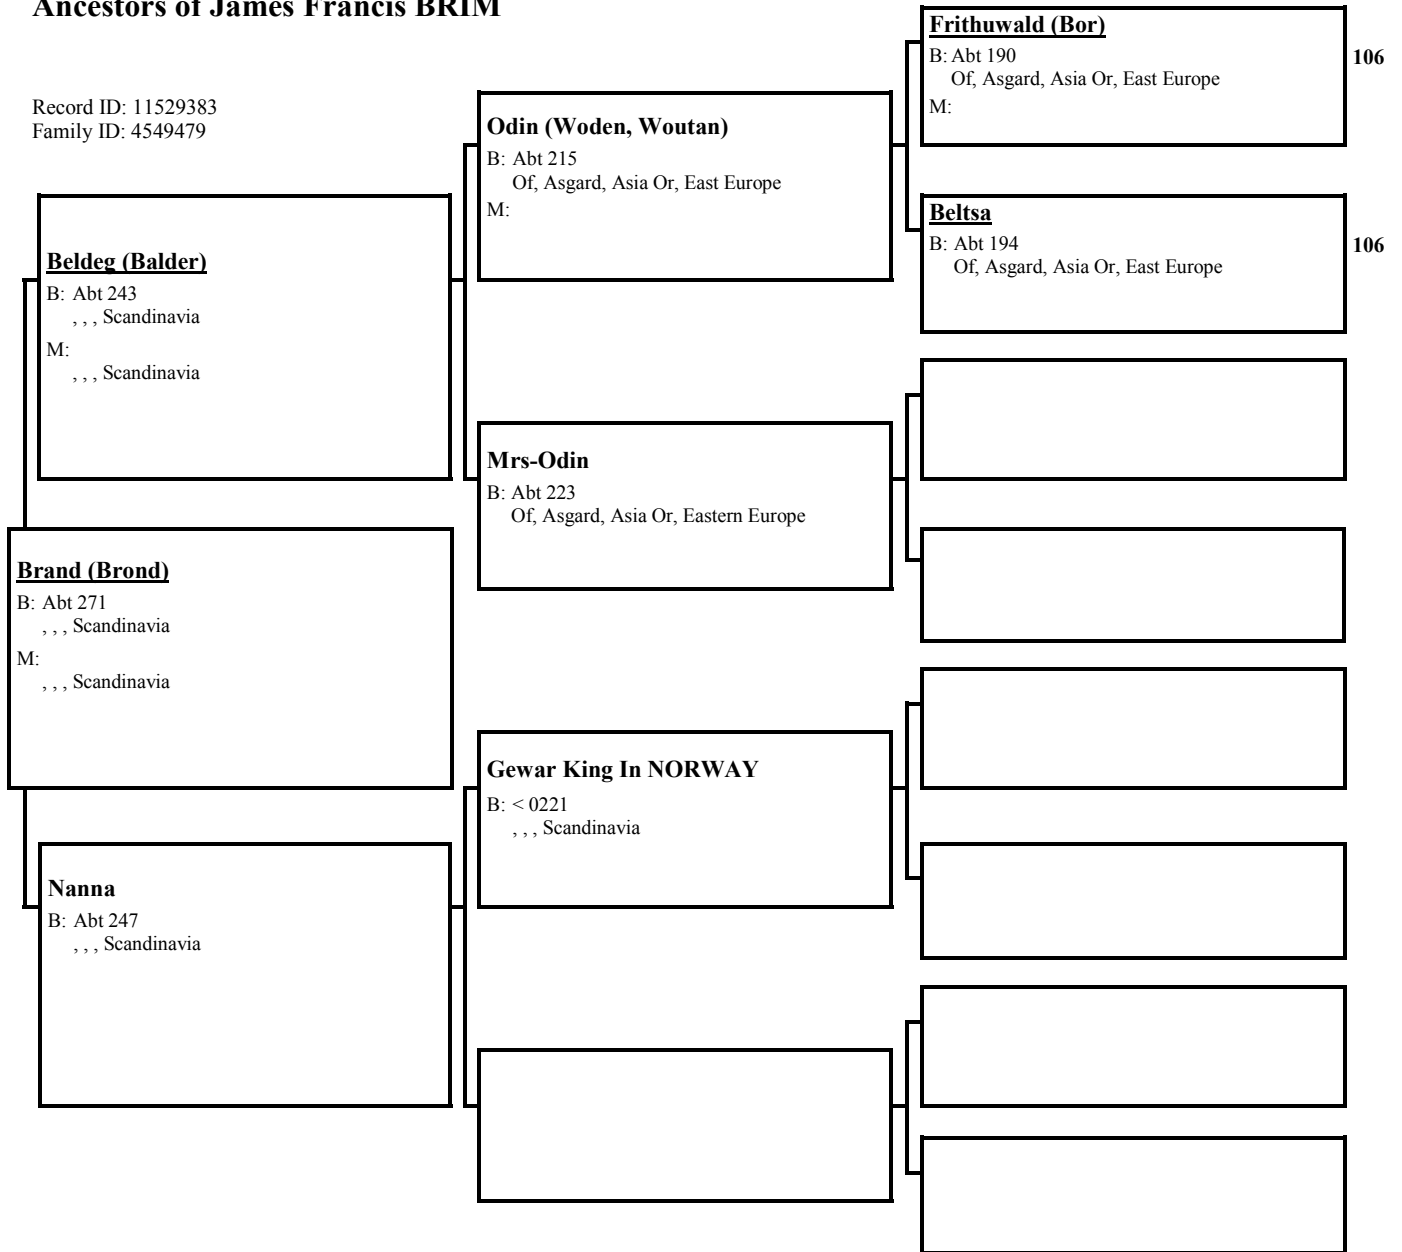 Ancestors of James Francis BRIM
Record ID: 11529383
Family ID: 4549479
Beldeg (Balder)
B: Abt 243
, , , Scandinavia
M:
, , , Scandinavia
Brand (Brond)
B: Abt 271
, , , Scandinavia
M:
, , , Scandinavia
Nanna
B: Abt 247
, , , Scandinavia
Odin (Woden, Woutan)
B: Abt 215
Of, Asgard, Asia Or, East Europe
M:
Mrs-Odin
B: Abt 223
Of, Asgard, Asia Or, Eastern Europe
Gewar King In NORWAY
B: < 0221
, , , Scandinavia
Frithuwald (Bor)
B: Abt 190
Of, Asgard, Asia Or, East Europe
M:
106
Beltsa
B: Abt 194
Of, Asgard, Asia Or, East Europe
106